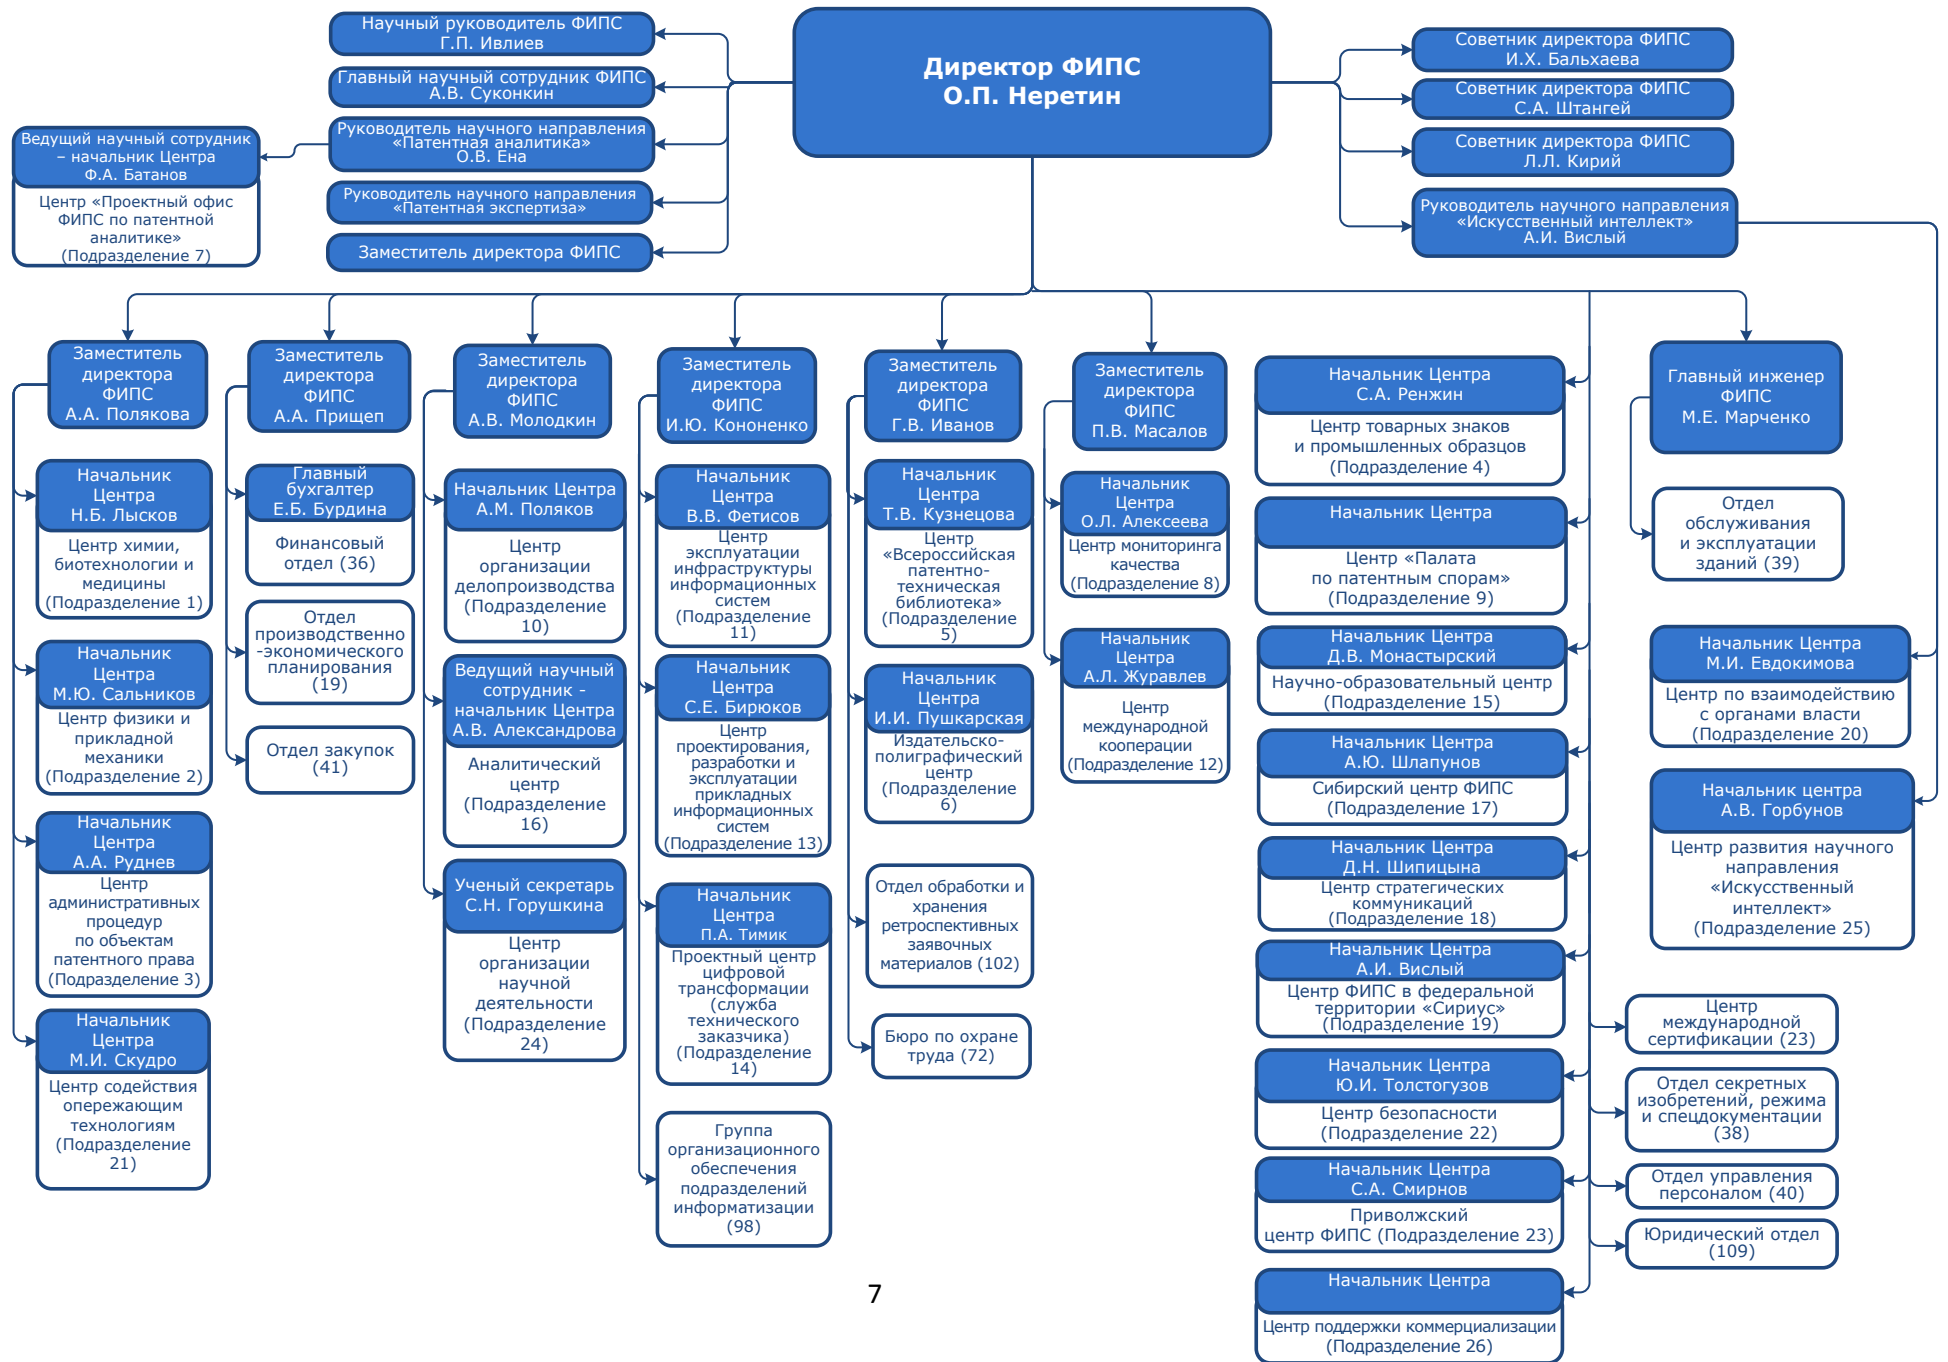 Директор ФИПС
О.П. Неретин
Научный руководитель ФИПС
Г.П. Ивлиев
Главный научный сотрудник ФИПС
А.В. Суконкин
Руководитель научного направления
«Патентная аналитика»
О.В. Ена
Руководитель научного направления
«Патентная экспертиза»
Заместитель директора ФИПС
Ведущий научный сотрудник
– начальник Центра
Ф.А. Батанов
Центр «Проектный офис
ФИПС по патентной
аналитике»
(Подразделение 7)
Советник директора ФИПС
И.Х. Бальхаева
Советник директора ФИПС
С.А. Штангей
Советник директора ФИПС
Л.Л. Кирий
Руководитель научного направления
«Искусственный интеллект»
А.И. Вислый
Заместитель
директора
ФИПС
А.А. Полякова
Начальник
Центра
Н.Б. Лысков
Центр химии,
биотехнологии и
медицины
(Подразделение 1)
Начальник
Центра
М.Ю. Сальников
Центр физики и
прикладной
механики
(Подразделение 2)
Начальник
Центра
А.А. Руднев
Центр
административных
процедур
по объектам
патентного права
(Подразделение 3)
Начальник
Центра
М.И. Скудро
Центр содействия
опережающим
технологиям
(Подразделение
21)
Заместитель
директора
ФИПС
А.А. Прищеп
Главный
бухгалтер
Е.Б. Бурдина
Финансовый
отдел (36)
Отдел
производственно
-экономического
планирования
(19)
Отдел закупок
(41)
Заместитель
директора
ФИПС
А.В. Молодкин
Начальник Центра
А.М. Поляков
Центр
организации
делопроизводства
(Подразделение
10)
Ведущий научный
сотрудник -
начальник Центра
А.В. Александрова
Аналитический
центр
(Подразделение
16)
Ученый секретарь
С.Н. Горушкина
Центр
организации
научной
деятельности
(Подразделение
24)
Заместитель
директора
ФИПС
И.Ю. Кононенко
Начальник
Центра
В.В. Фетисов
Центр
эксплуатации
инфраструктуры
информационных
систем
(Подразделение
11)
Начальник
Центра
С.Е. Бирюков
Центр
проектирования,
разработки и
эксплуатации
прикладных
информационных
систем
(Подразделение 13)
Начальник
Центра
П.А. Тимик
Проектный центр
цифровой
трансформации
(служба
технического
заказчика)
(Подразделение
14)
Группа
организационного
обеспечения
подразделений
информатизации
(98)
Заместитель
директора
ФИПС
Г.В. Иванов
Начальник
Центра
Т.В. Кузнецова
Центр
«Всероссийская
патентно-
техническая
библиотека»
(Подразделение
5)
Начальник
Центра
И.И. Пушкарская
Издательско-
полиграфический
центр
(Подразделение
6)
Отдел обработки и
хранения
ретроспективных
заявочных
материалов (102)
Бюро по охране
труда (72)
Заместитель
директора
ФИПС
П.В. Масалов
Начальник
Центра
О.Л. Алексеева
Центр мониторинга
качества
(Подразделение 8)
Начальник
Центра
А.Л. Журавлев
Центр
международной
кооперации
(Подразделение 12)
Начальник Центра
С.А. Ренжин
Центр товарных знаков
и промышленных образцов
(Подразделение 4)
Начальник Центра
Центр «Палата
по патентным спорам»
(Подразделение 9)
Начальник Центра
Д.В. Монастырский
Научно-образовательный центр
(Подразделение 15)
Начальник Центра
А.Ю. Шлапунов
Сибирский центр ФИПС
(Подразделение 17)
Начальник Центра
Д.Н. Шипицына
Центр стратегических
коммуникаций
(Подразделение 18)
Начальник Центра
А.И. Вислый
Центр ФИПС в федеральной
территории «Сириус»
(Подразделение 19)
Начальник Центра
Ю.И. Толстогузов
Центр безопасности
(Подразделение 22)
Начальник Центра
С.А. Смирнов
Приволжский
центр ФИПС (Подразделение 23)
Начальник Центра
Центр поддержки коммерциализации
(Подразделение 26)
Главный инженер
ФИПС
М.Е. Марченко
Отдел
обслуживания
и эксплуатации
зданий (39)
Начальник Центра
М.И. Евдокимова
Центр по взаимодействию
с органами власти
(Подразделение 20)
Начальник центра
А.В. Горбунов
Центр развития научного
направления
«Искусственный
интеллект»
(Подразделение 25)
Центр
международной
сертификации (23)
Отдел секретных
изобретений, режима
и спецдокументации
(38)
Отдел управления
персоналом (40)
Юридический отдел
(109)
7